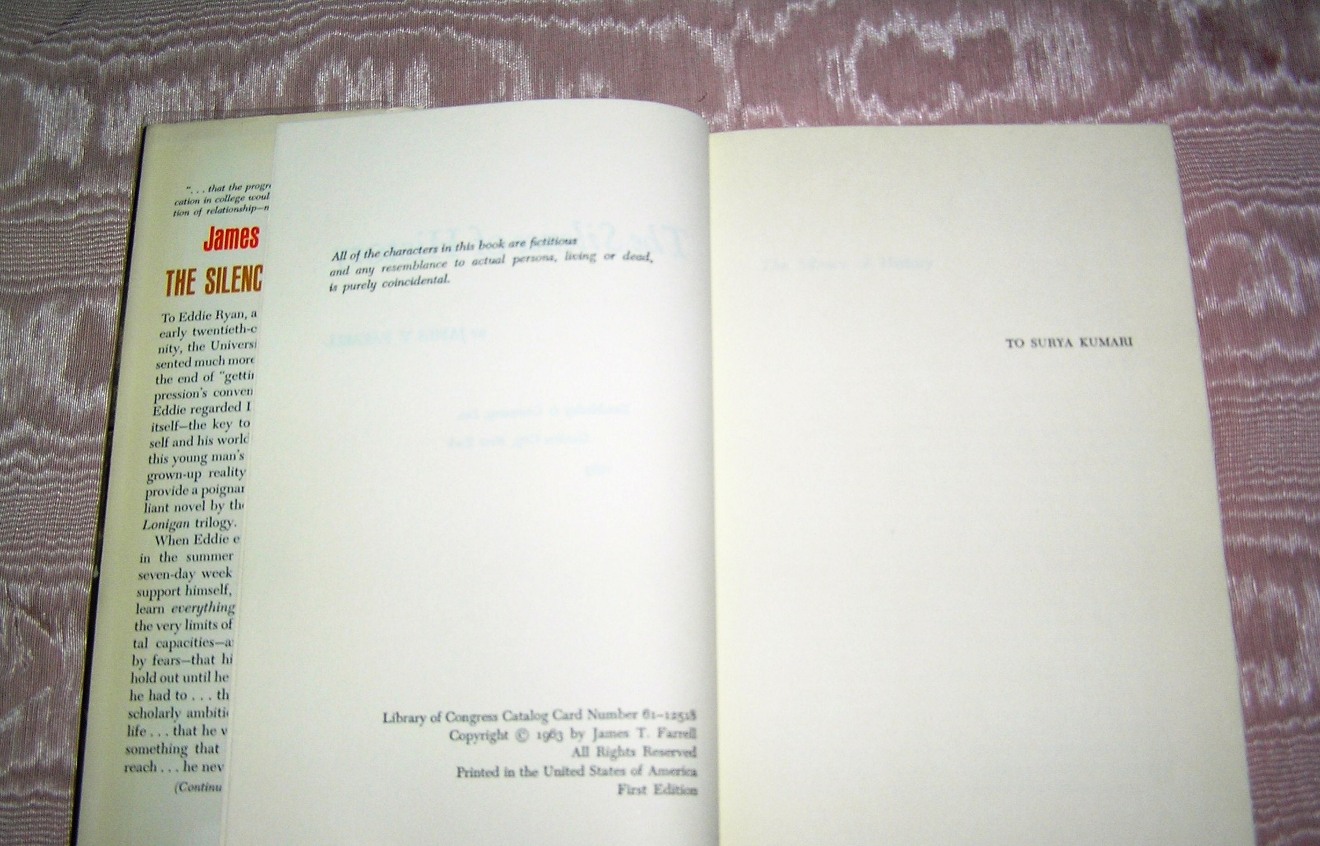 ". . . that the progr
cation in college woul
tion of relationship—n
James
THE SILENC
To Eddie Ryan, a
early twentieth-c
nity, the Universi
sented much more
the end of "gettin
pression's conven
Eddie regarded I
itself—the key to
self and his world
this young man's
grown-up reality
provide a poignan
liant novel by the
Lonigan trilogy.
When Eddie e
in the summer
seven-day week
support himself,
learn everything
the very limits of
tal capacities—a
by fears—that hi
hold out until he
he had to . . . th
scholarly ambiti
life . . . that he v
something that
reach . . . he nev
(Continu
All of the characters in this book are fictitious
and any resemblance to actual persons, living or dead,
is purely coincidental.
Library of Congress Catalog Card Number 61–12518
Copyright © 1963 by James T. Farrell
All Rights Reserved
Printed in the United States of America
First Edition
TO SURYA KUMARI